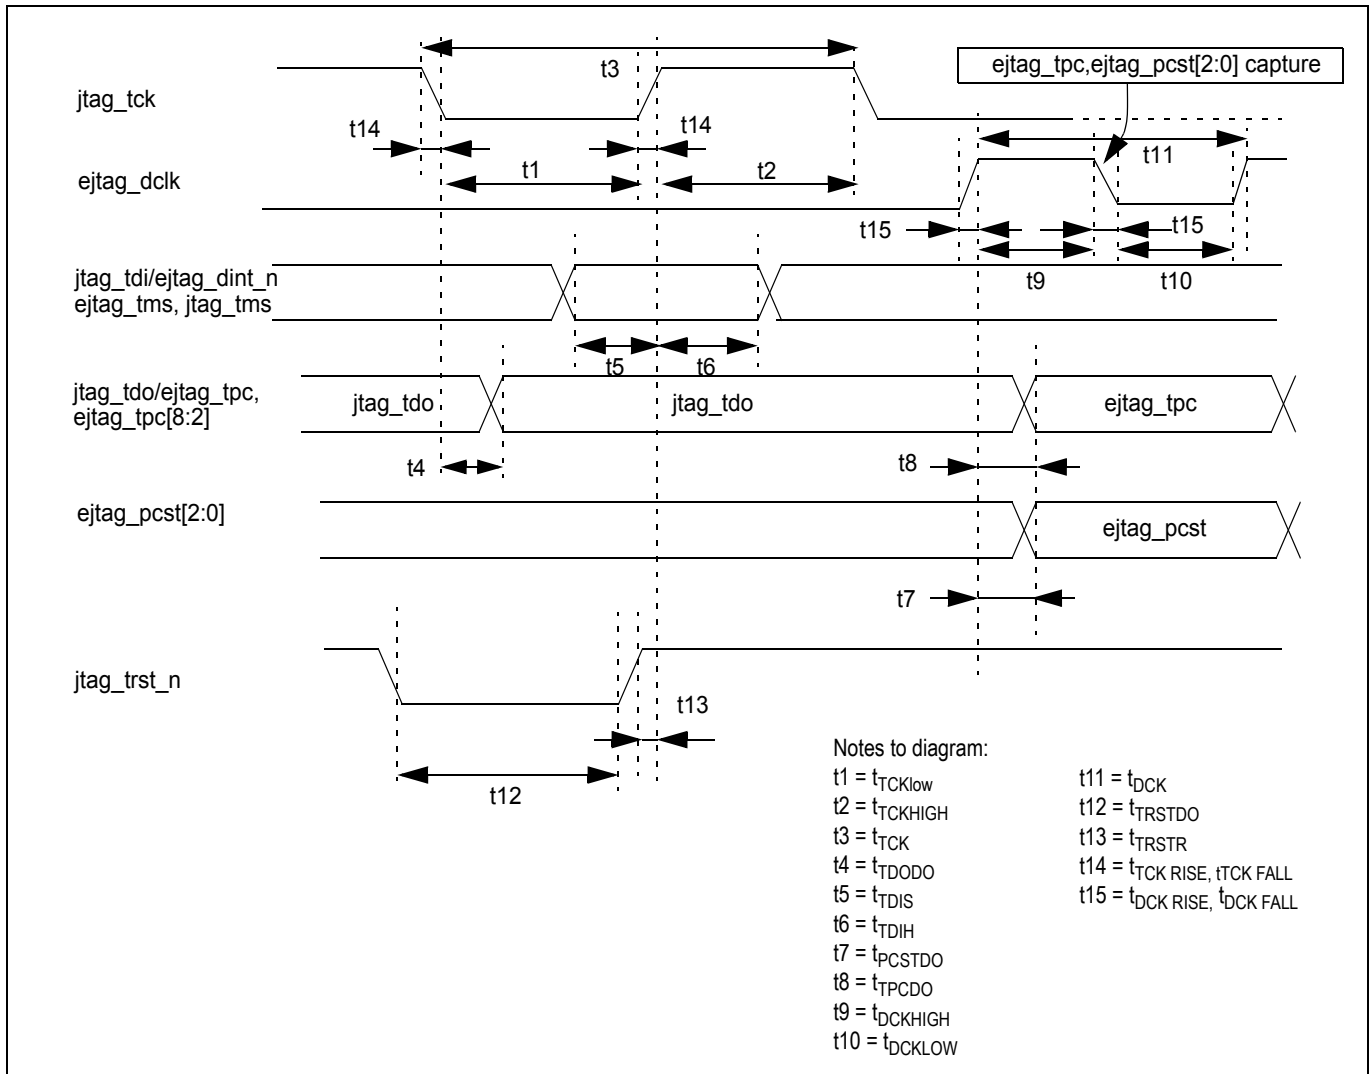 t3
ejtag_tpc,ejtag_pcst[2:0] capture
jtag_tck
t14
t14
t11
t1
t2
ejtag_dclk
t15
t15
jtag_tdi/ejtag_dint_n
ejtag_tms, jtag_tms
t9
t10
t5
t6
jtag_tdo/ejtag_tpc,
ejtag_tpc[8:2]
jtag_tdo
jtag_tdo
ejtag_tpc
t4
t8
ejtag_pcst[2:0]
ejtag_pcst
t7
jtag_trst_n
t13
t12
Notes to diagram:
t1 = tTCKlow
t2 = tTCKHIGH
t3 = tTCK
t4 = tTDODO
t5 = tTDIS
t6 = tTDIH
t7 = tPCSTDO
t8 = tTPCDO
t9 = tDCKHIGH
t10 = tDCKLOW
t11 = tDCK
t12 = tTRSTDO
t13 = tTRSTR
t14 = tTCK RISE, tTCK FALL
t15 = tDCK RISE, tDCK FALL